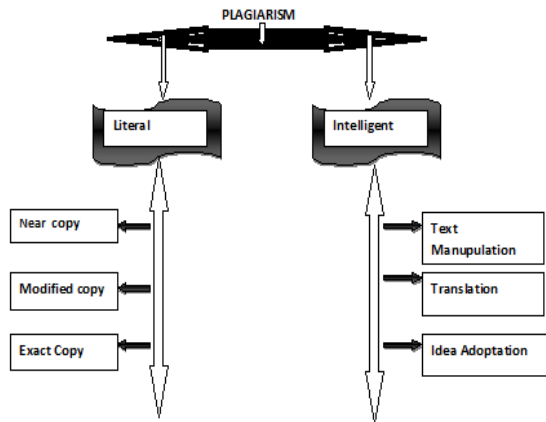 PLAGIARISM
Literal
Intelligent
Near copy
Modified copy
Exact Copy
Text
Manupulation
Translation
Idea Adoptation